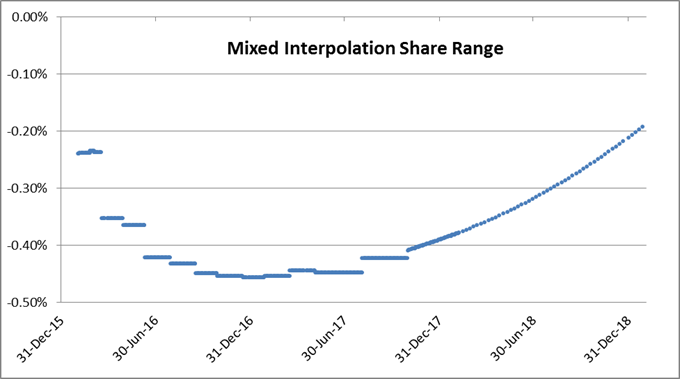 Mixed Interpolation Share Range
0.00%
-0.10%
-0.20%
-0.30%
-0.40%
-0.50%
31-Dec-15
30-Jun-16
31-Dec-16
30-Jun-17
31-Dec-17
30-Jun-18
31-Dec-18